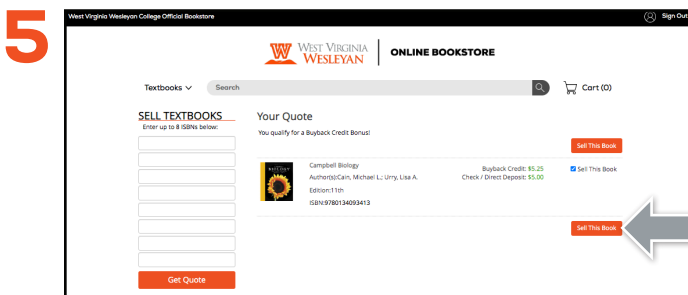 5
West Virginia Wesleyan College Official Bookstore
Sign Out
W
WEST VIRGINIA
WESLEYAN
ONLINE BOOKSTORE
Textbooks
Search
Cart (0)
SELL TEXTBOOKS
Enter up to 8 ISBNs below:
Get Quote
Your Quote
You qualify for a Buyback Credit Bonus!
Sell This Book
Campbell Biology
Author(s):Cain, Michael L.; Urry, Lisa A.
Edition:11th
ISBN:9780134093413
Buyback Credit: $5.25
Check / Direct Deposit: $5.00
Sell This Book
Sell This Book